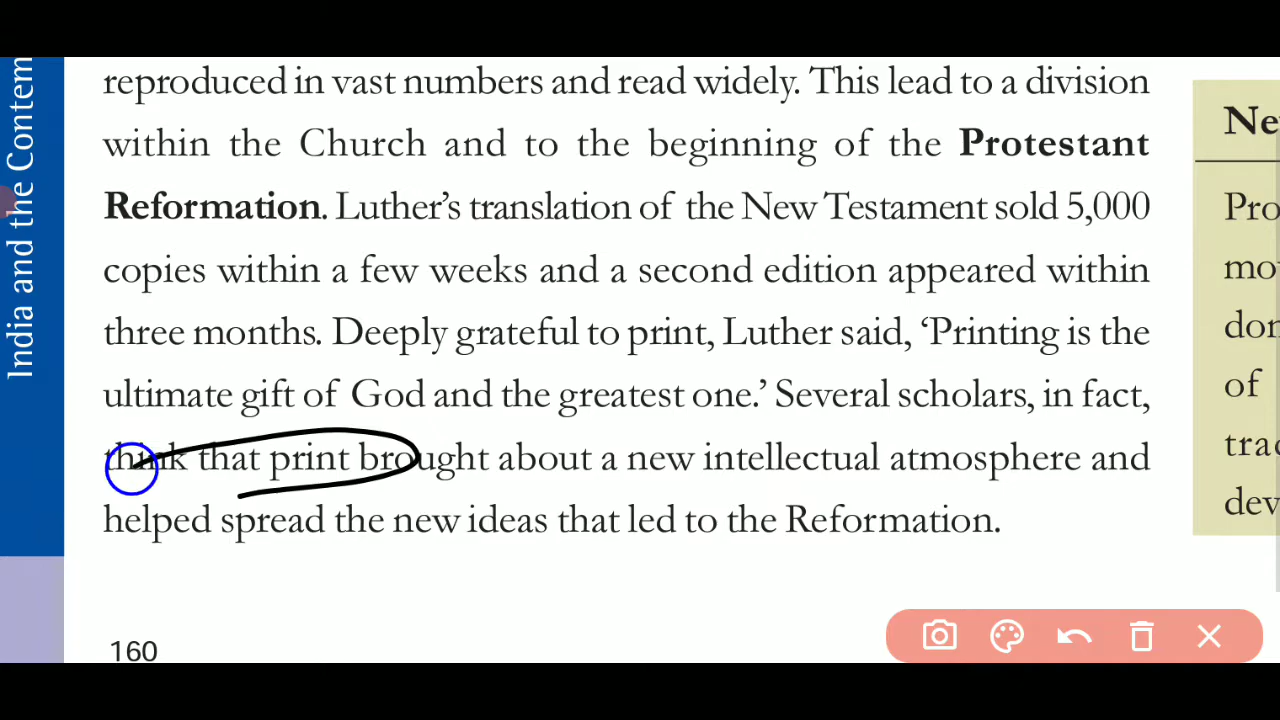 India and the Contem
reproduced in vast numbers and read widely. This lead to a division
within the Church and to the beginning of the Protestant
Reformation. Luther's translation of the New Testament sold 5,000
copies within a few weeks and a second edition appeared within
three months. Deeply grateful to print, Luther said, ‘Printing is the
ultimate gift of God and the greatest one.’ Several scholars, in fact,
think that print brought about a new intellectual atmosphere and
helped spread the new ideas that led to the Reformation.
160
Ne
Pro
mov
don
of
trad
dev